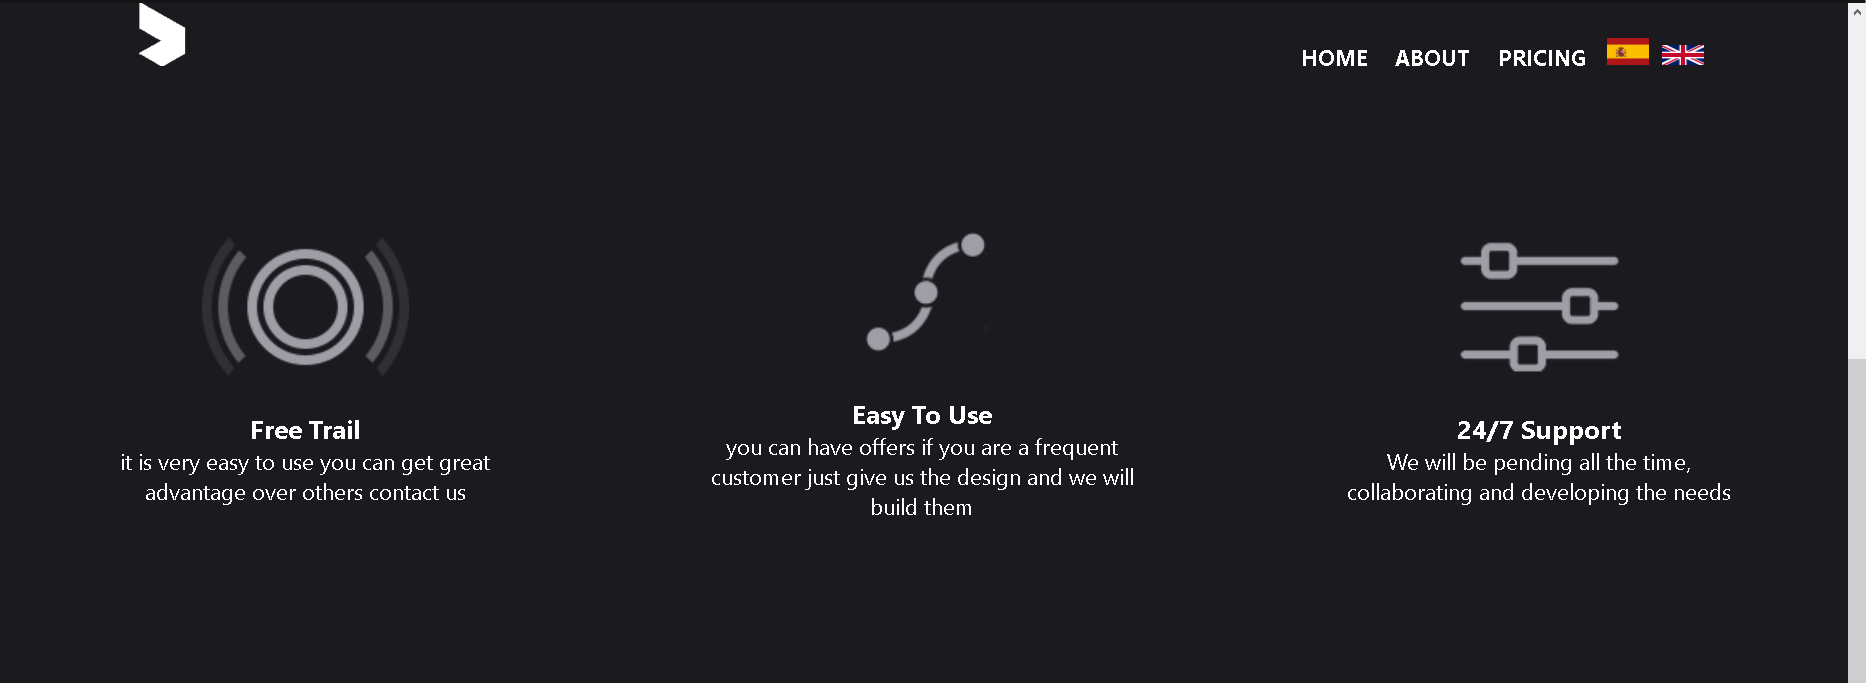 HOME ABOUT PRICING
Free Trail
it is very easy to use you can get great
advantage over others contact us
Easy To Use
you can have offers if you are a frequent
customer just give us the design and we will
build them
24/7 Support
We will be pending all the time,
collaborating and developing the needs